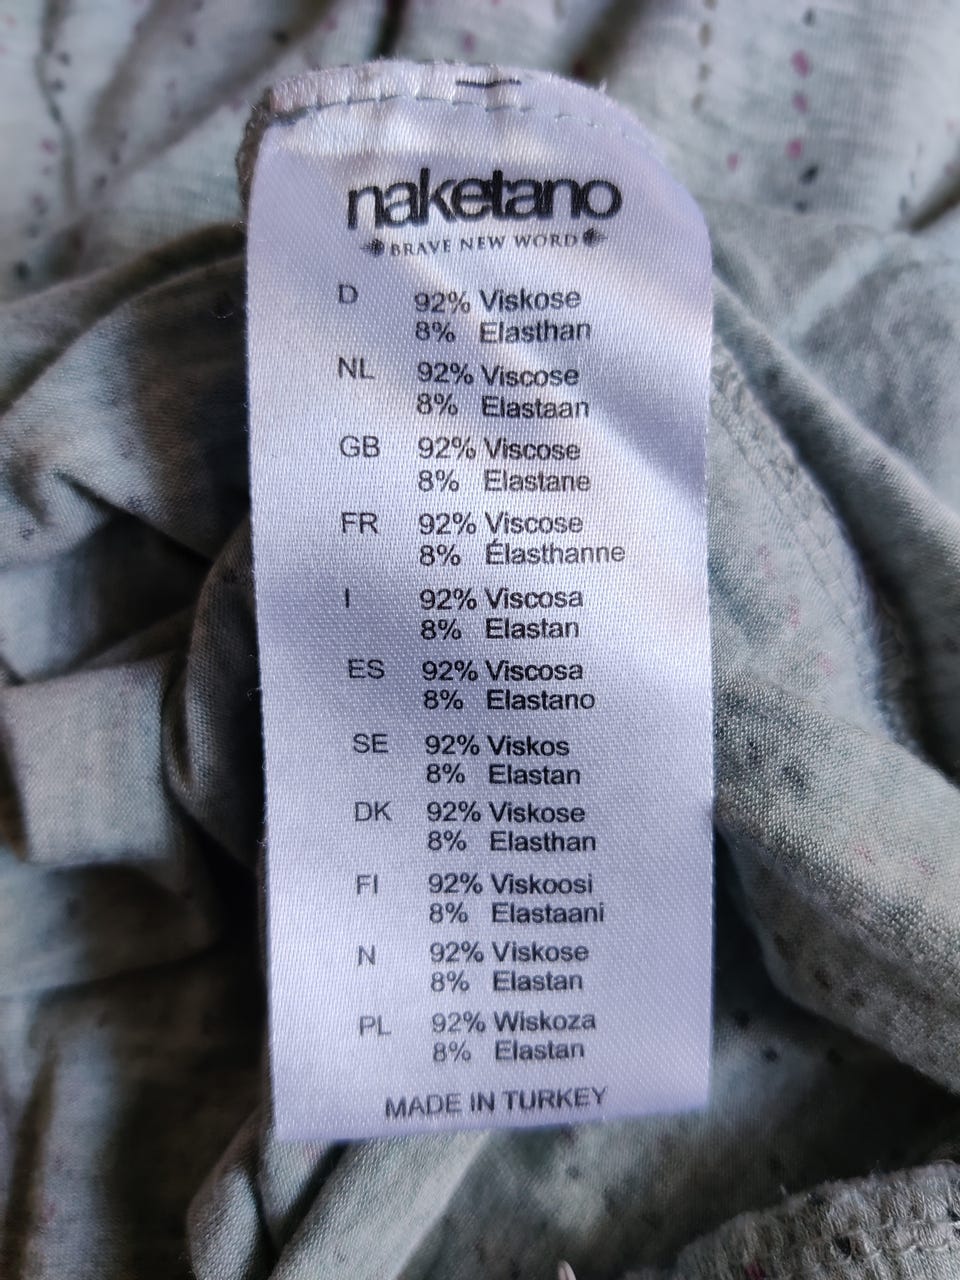 naketano
BRAVE NEW WORD
D 92% Viskose
8% Elasthan
NL 92% Viscose
8% Elastaan
GB 92% Viscose
8% Elastane
FR 92% Viscose
8% Élasthanne
I 92% Viscosa
8% Elastan
ES 92% Viscosa
8% Elastano
SE 92% Viskos
8% Elastan
DK 92% Viskose
8% Elasthan
FI 92% Viskoosi
8% Elastaani
N 92% Viskose
8% Elastan
PL 92% Wiskoza
8% Elastan
MADE IN TURKEY